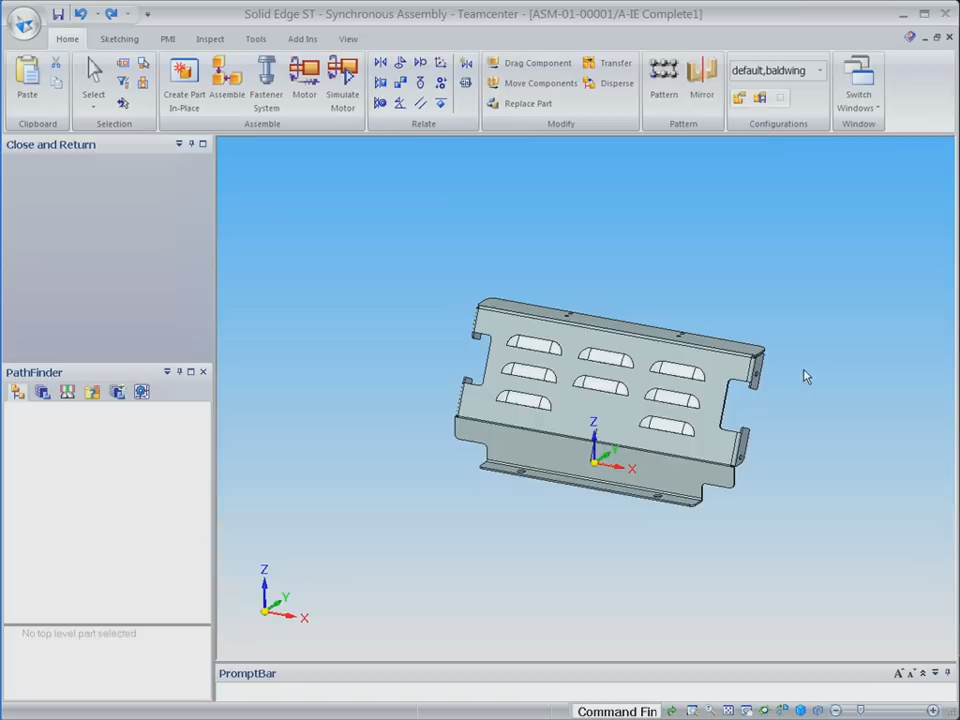 Solid Edge ST - Synchronous Assembly - Teamcenter - [ASM-01-00001/A-IE Complete1]
Home Sketching PMI Inspect Tools Add Ins View
Paste Select Create Part In-Place Assemble Fastener System Motor Simulate Motor
Drag Component Transfer
Move Components Disperse
Replace Part
Pattern Mirror
default,baldwing
Switch Windows
Clipboard Selection Assemble Relate Modify Pattern Configurations Window
Close and Return
PathFinder
No top level part selected
Z
Y
X
Z
Y
X
PromptBar
Command Fin